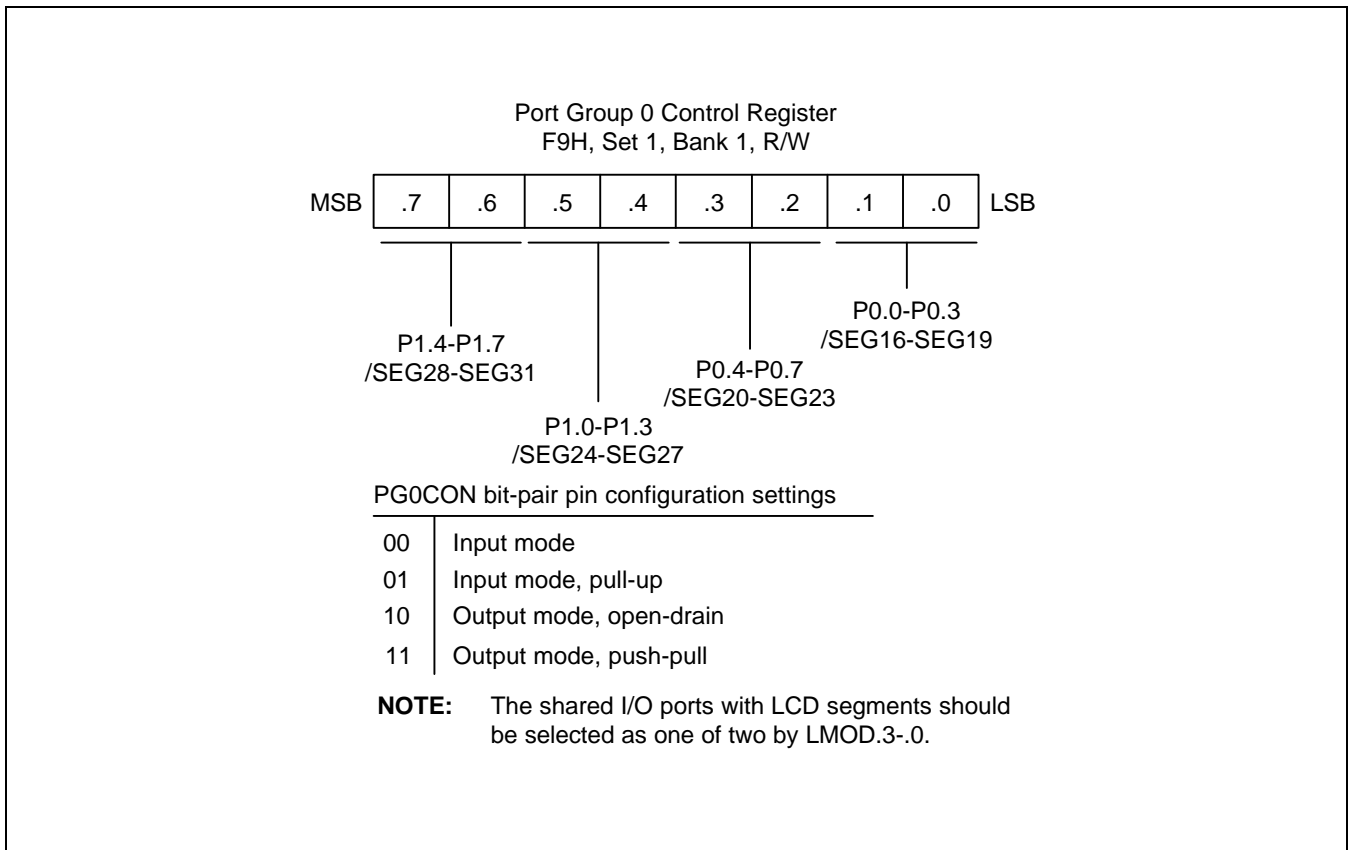 Port Group 0 Control Register
F9H, Set 1, Bank 1, R/W
MSB .7 .6 .5 .4 .3 .2 .1 .0 LSB
P1.4-P1.7
/SEG28-SEG31
P1.0-P1.3
/SEG24-SEG27
P0.4-P0.7
/SEG20-SEG23
P0.0-P0.3
/SEG16-SEG19
PG0CON bit-pair pin configuration settings
00 Input mode
01 Input mode, pull-up
10 Output mode, open-drain
11 Output mode, push-pull
NOTE: The shared I/O ports with LCD segments should
be selected as one of two by LMOD.3-.0.